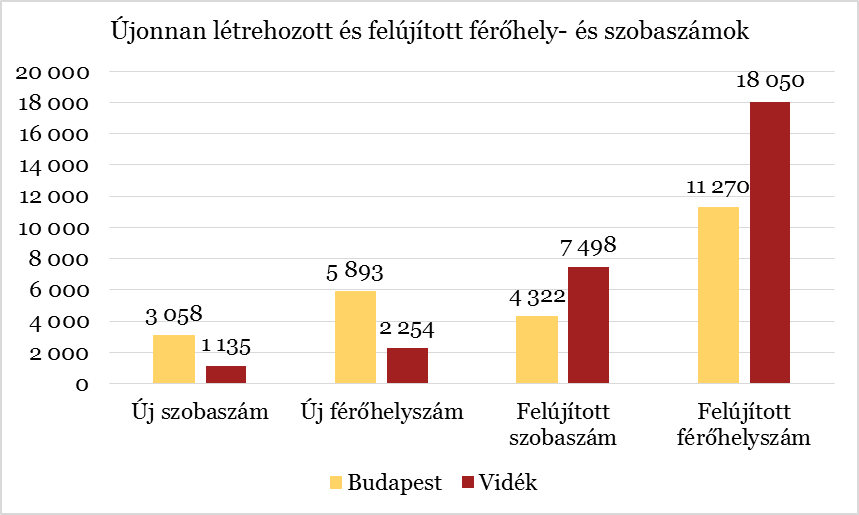 Újonnan létrehozott és felújított férőhely- és szobaszámok
20 000
18 000
16 000
14 000
12 000
10 000
8 000
6 000
4 000
2 000
0
3 058
1 135
5 893
2 254
4 322
7 498
11 270
18 050
Új szobaszám
Új férőhelyszám
Felújított
szobaszám
Felújított
férőhelyszám
Budapest
Vidék